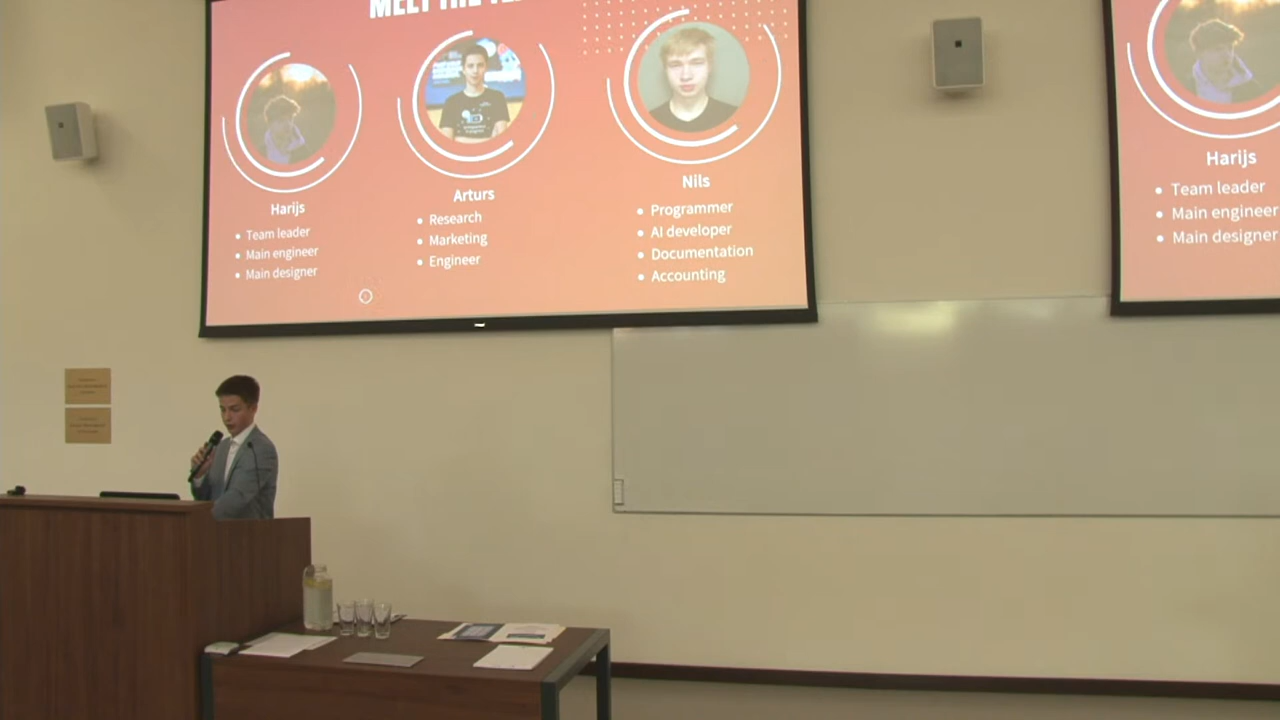 MEET THE
Harijs
Team leader
Main engineer
Main designer
Arturs
Research
Marketing
Engineer
Nils
Programmer
AI developer
Documentation
Accounting
Harijs
Team leader
Main engineer
Main designer